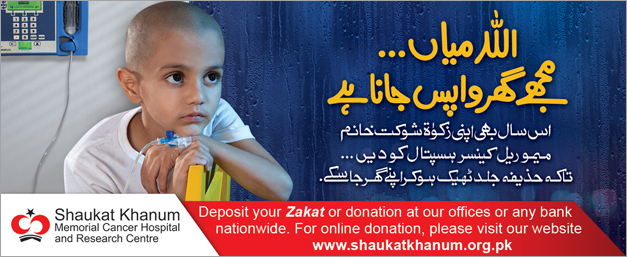 اللہ میاں...
مجھے گھر واپس جانا ہے
اس سال بھی اپنی زکوٰۃ شوکت خانم
میموریل کینسر ہسپتال کو دیں...
تاکہ حذیفہ جلد ٹھیک ہو کر اپنے گھر جا سکے۔
Shaukat Khanum
Memorial Cancer Hospital
and Research Centre
Deposit your Zakat or donation at our offices or any bank
nationwide. For online donation, please visit our website
www.shaukatkhanum.org.pk